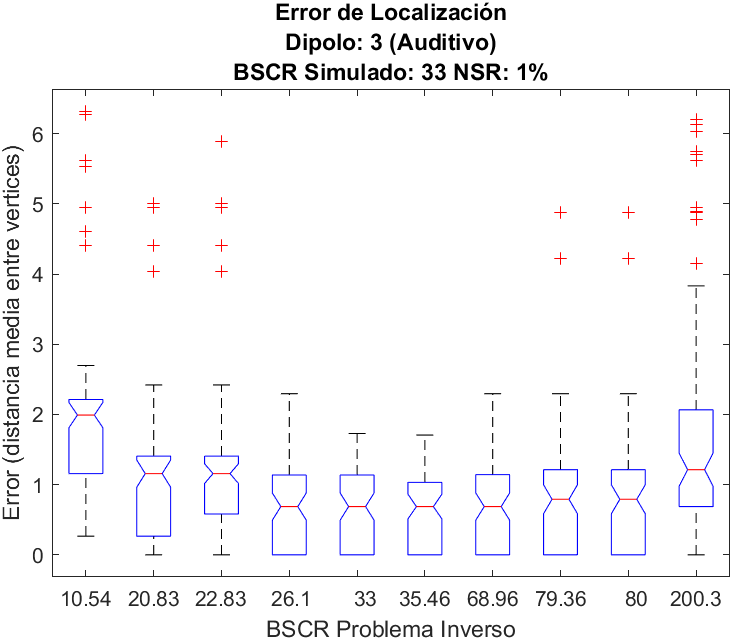 Error de Localización
Dipolo: 3 (Auditivo)
BSCR Simulado: 33 NSR: 1%
Error (distancia media entre vertices)
6
5
4
3
2
1
0
10.54 20.83 22.83 26.1 33 35.46 68.96 79.36 80 200.3
BSCR Problema Inverso